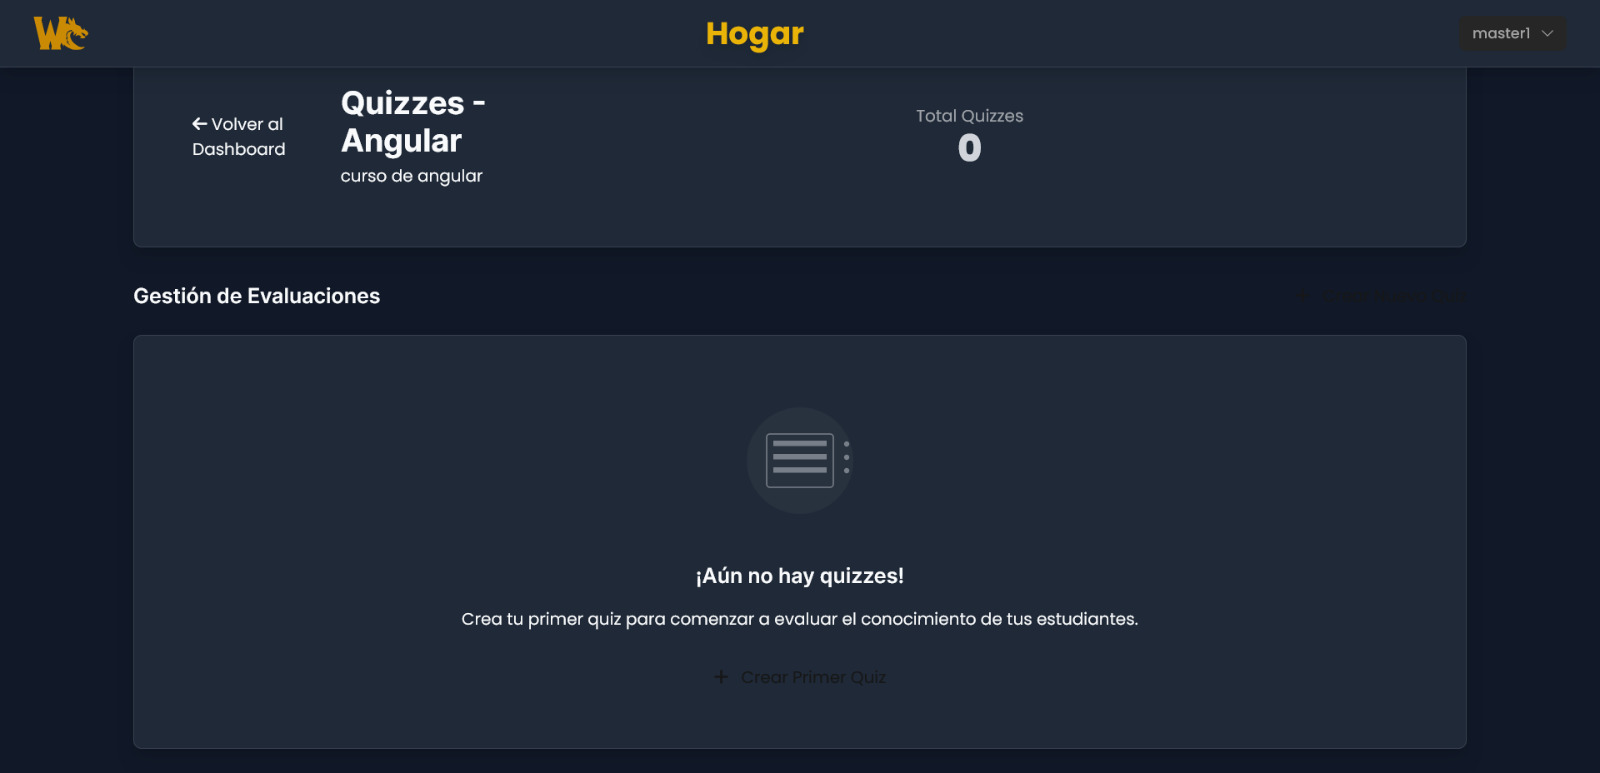 WC
Hogar
master1
← Volver al
Dashboard
Quizzes -
Angular
curso de angular
Total Quizzes
0
Gestión de Evaluaciones
¡Aún no hay quizzes!
Crea tu primer quiz para comenzar a evaluar el conocimiento de tus estudiantes.
+ Crear Primer Quiz